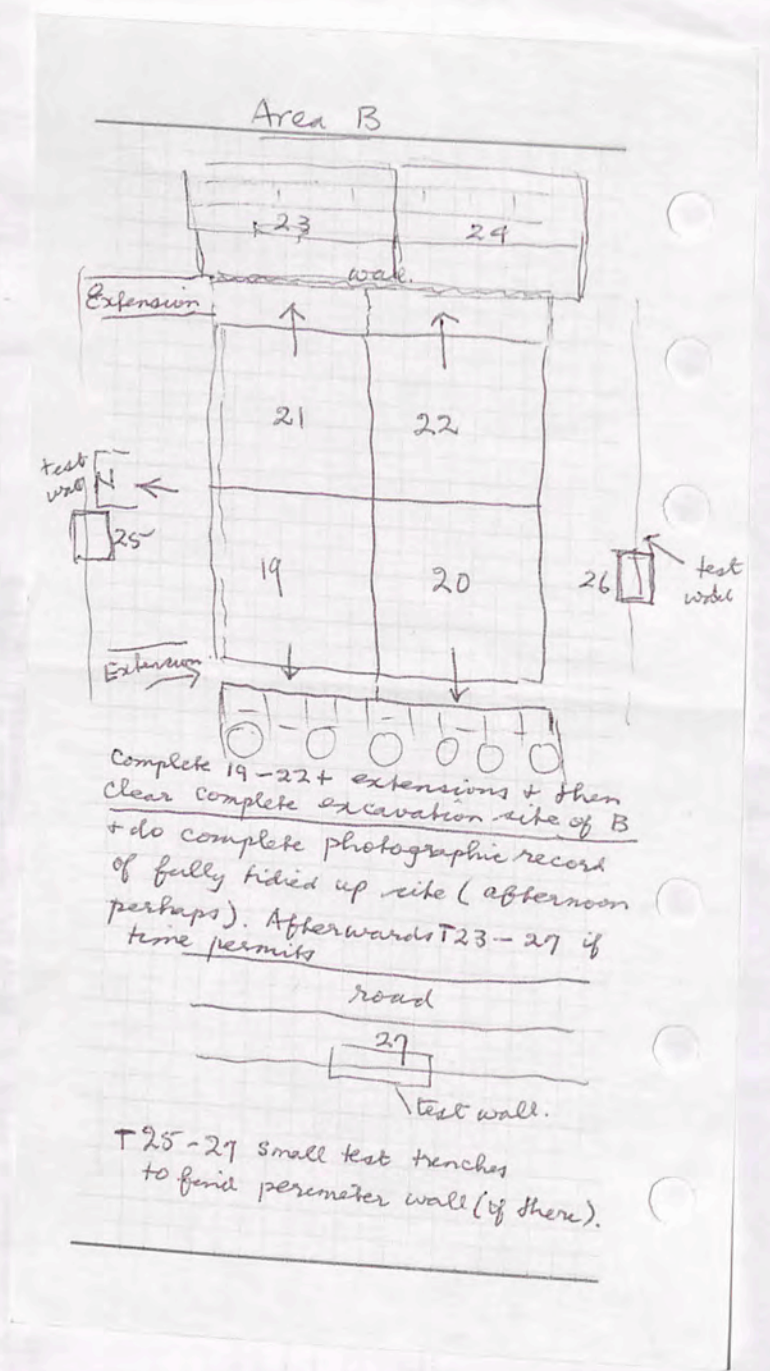 Area B
23
24
wall.
Extension
21
22
test
wall
25
19
20
26
test
wall
Extension
Complete 19-22 + extensions + then
clear complete excavation site of B
+ do complete photographic record
of fully tidied up site (afternoon
perhaps). Afterwards T23-27 if
time permits
road
27
test wall.
T25-27 small test trenches
to find perimeter wall (if there).